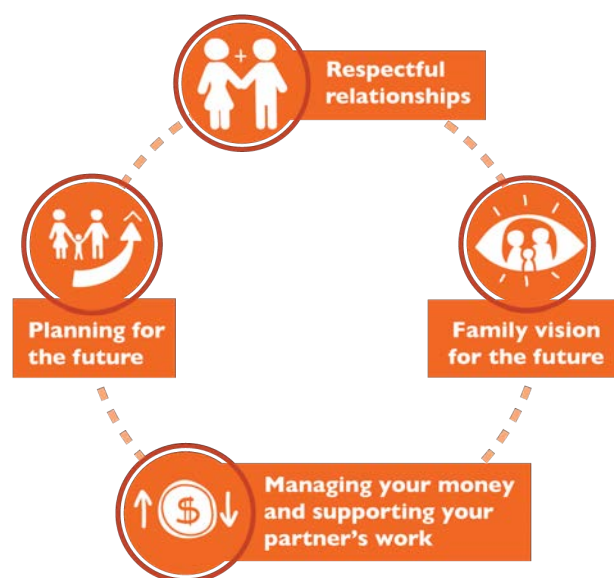 Respectful
relationships
Family vision
for the future
Managing your money
and supporting your
partner's work
Planning for
the future
$